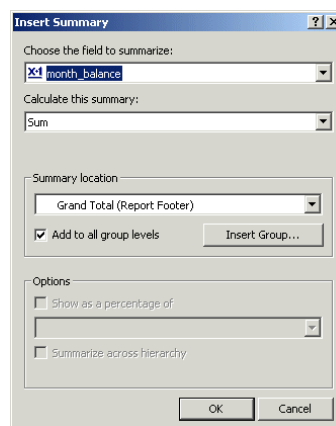 Insert Summary
Choose the field to summarize:
X-1 month_balance
Calculate this summary:
Sum
Summary location
Grand Total (Report Footer)
Add to all group levels
Insert Group...
Options
Show as a percentage of
Summarize across hierarchy
OK
Cancel